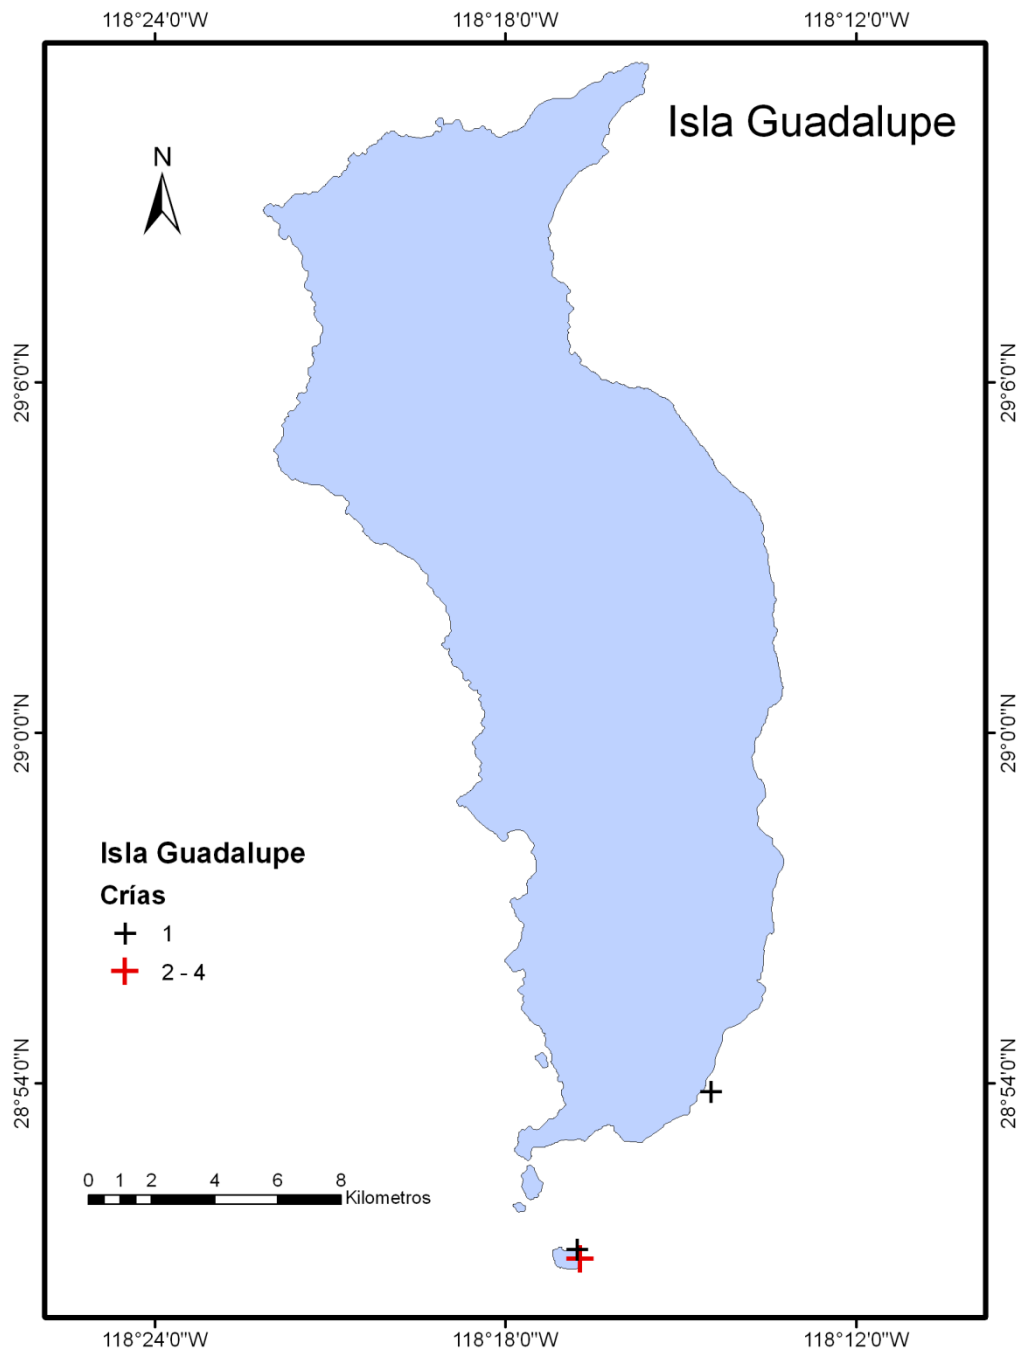 118°24'0"W 118°18'0"W 118°12'0"W
Isla Guadalupe
N
29°6'0"N 29°6'0"N
29°0'0"N 29°0'0"N
Isla Guadalupe
Crías
1
2 - 4
28°54'0"N 28°54'0"N
0 1 2 4 6 8
Kilometros
118°24'0"W 118°18'0"W 118°12'0"W